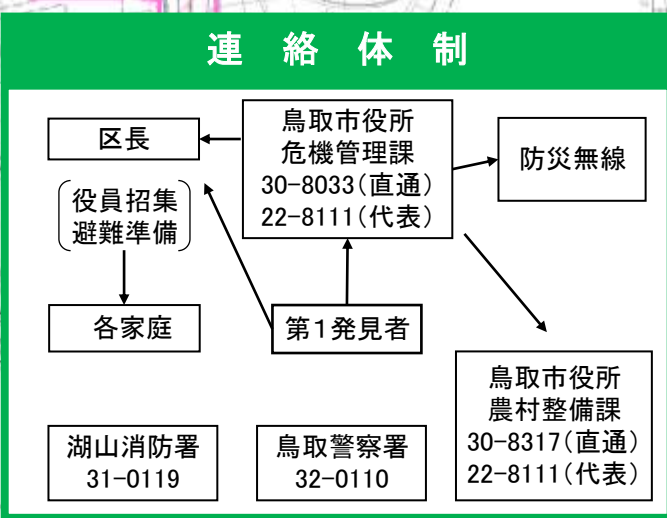 連絡体制
区長
鳥取市役所
危機管理課
30-8033(直通)
22-8111(代表)
防災無線
役員招集
避難準備
各家庭
第1発見者
鳥取市役所
農村整備課
30-8317(直通)
22-8111(代表)
湖山消防署
31-0119
鳥取警察署
32-0110